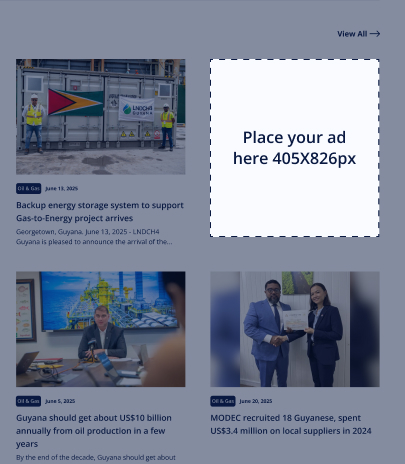 View All
LNDCH4
GUYANA
Place your ad
here 405X826px
Oil & Gas June 13, 2025
Backup energy storage system to support
Gas-to-Energy project arrives
Georgetown, Guyana. June 13, 2025 - LNDCH4
Guyana is pleased to announce the arrival of the...
Oil & Gas June 5, 2025
Guyana should get about US$10 billion
annually from oil production in a few
years
By the end of the decade, Guyana should get about
Oil & Gas June 20, 2025
MODEC recruited 18 Guyanese, spent
US$3.4 million on local suppliers in 2024